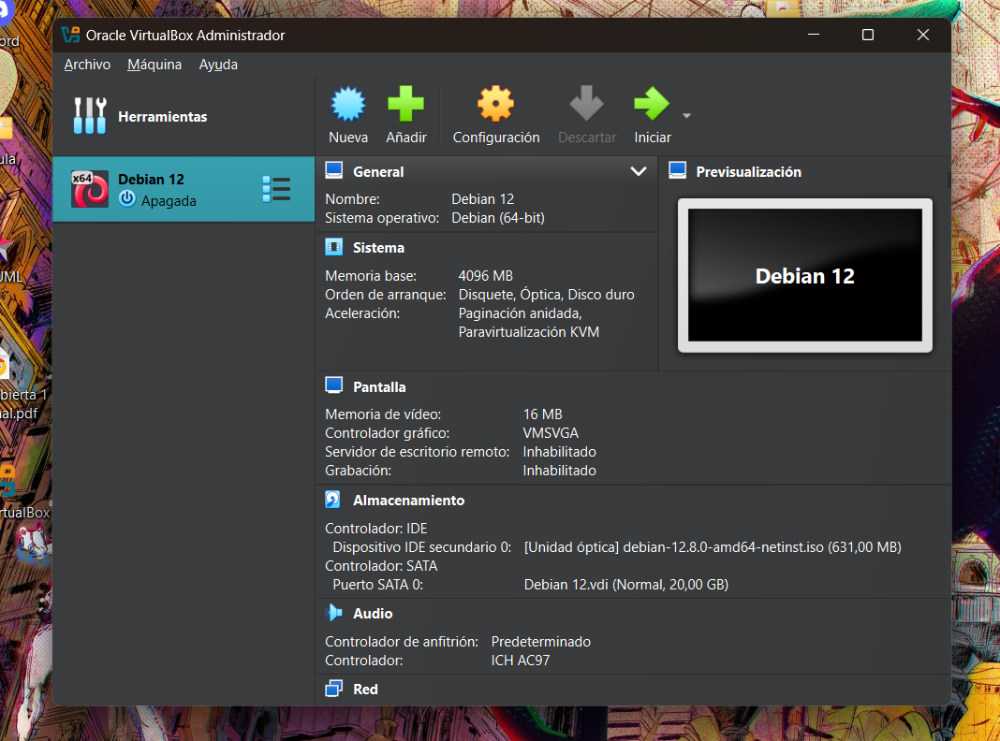 Oracle VirtualBox Administrador
Archivo Máquina Ayuda
Herramientas
Nueva Añadir Configuración Descartar Iniciar
x64
Debian 12
Apagada
General
Nombre: Debian 12
Sistema operativo: Debian (64-bit)
Sistema
Memoria base: 4096 MB
Orden de arranque: Disquete, Óptica, Disco duro
Aceleración: Paginación anidada,
Paravirtualización KVM
Previsualización
Debian 12
Pantalla
Memoria de vídeo: 16 MB
Controlador gráfico: VMSVGA
Servidor de escritorio remoto: Inhabilitado
Grabación: Inhabilitado
Almacenamiento
Controlador: IDE
Dispositivo IDE secundario 0: [Unidad óptica] debian-12.8.0-amd64-netinst.iso (631,00 MB)
Controlador: SATA
Puerto SATA 0: Debian 12.vdi (Normal, 20,00 GB)
Audio
Controlador de anfitrión: Predeterminado
Controlador: ICH AC97
Red
ord
ula
UML
bierta 1
al.pdf
rtualBox